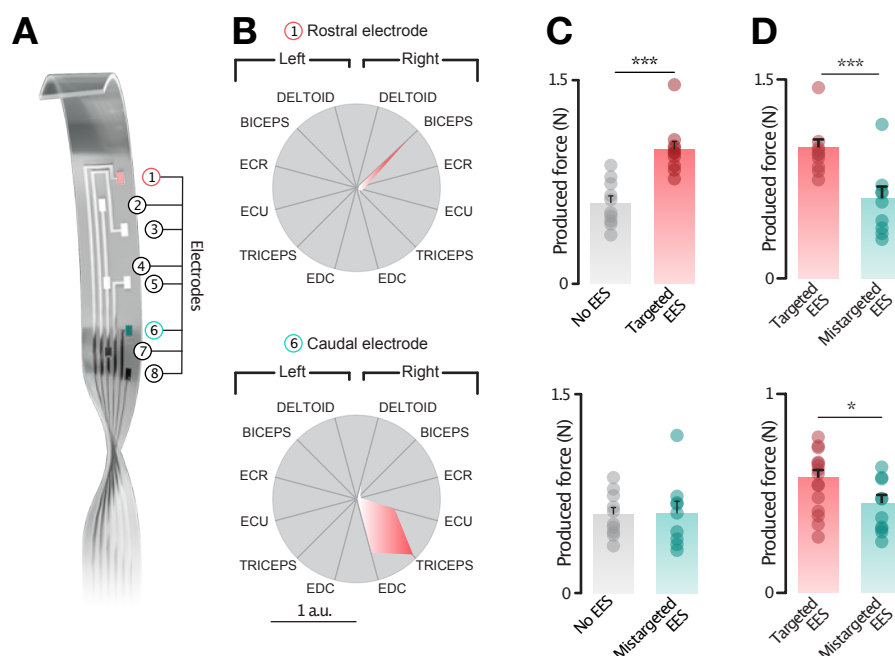 A
B
C
D
1 Rostral electrode
Left
Right
DELTOID
DELTOID
BICEPS
BICEPS
ECR
ECR
ECU
ECU
TRICEPS
TRICEPS
EDC
EDC
1
2
3
4
5
6
7
8
Electrodes
6 Caudal electrode
Left
Right
DELTOID
DELTOID
BICEPS
BICEPS
ECR
ECR
ECU
ECU
TRICEPS
TRICEPS
EDC
EDC
1 a.u.
***
1.5
Produced force (N)
0
No EES
Targeted
EES
***
1.5
Produced force (N)
0
Targeted
EES
Mistargeted
EES
1.5
Produced force (N)
0
No EES
Mistargeted
EES
*
1
Produced force (N)
0
Targeted
EES
Mistargeted
EES